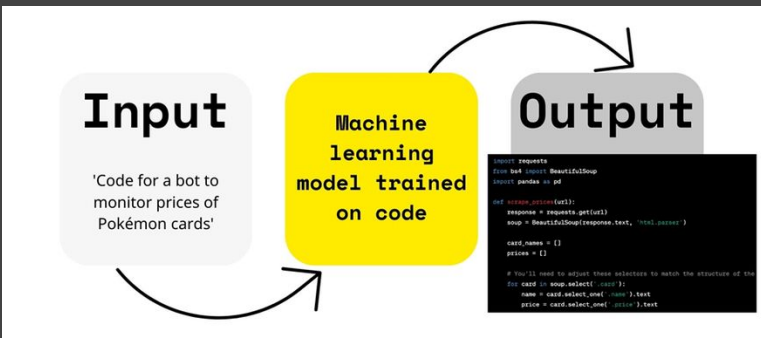 Input
'Code for a bot to
monitor prices of
Pokémon cards'
Machine
learning
model trained
on code
Output
import requests
from bs4 import BeautifulSoup
import pandas as pd
def scrape_prices(url):
response = requests.get(url)
soup = BeautifulSoup(response.text, 'html.parser')
card_names = []
prices = []
# You'll need to adjust these selectors to match the structure of the
for card in soup.select('.card'):
name = card.select_one('.name').text
price = card.select_one('.price').text